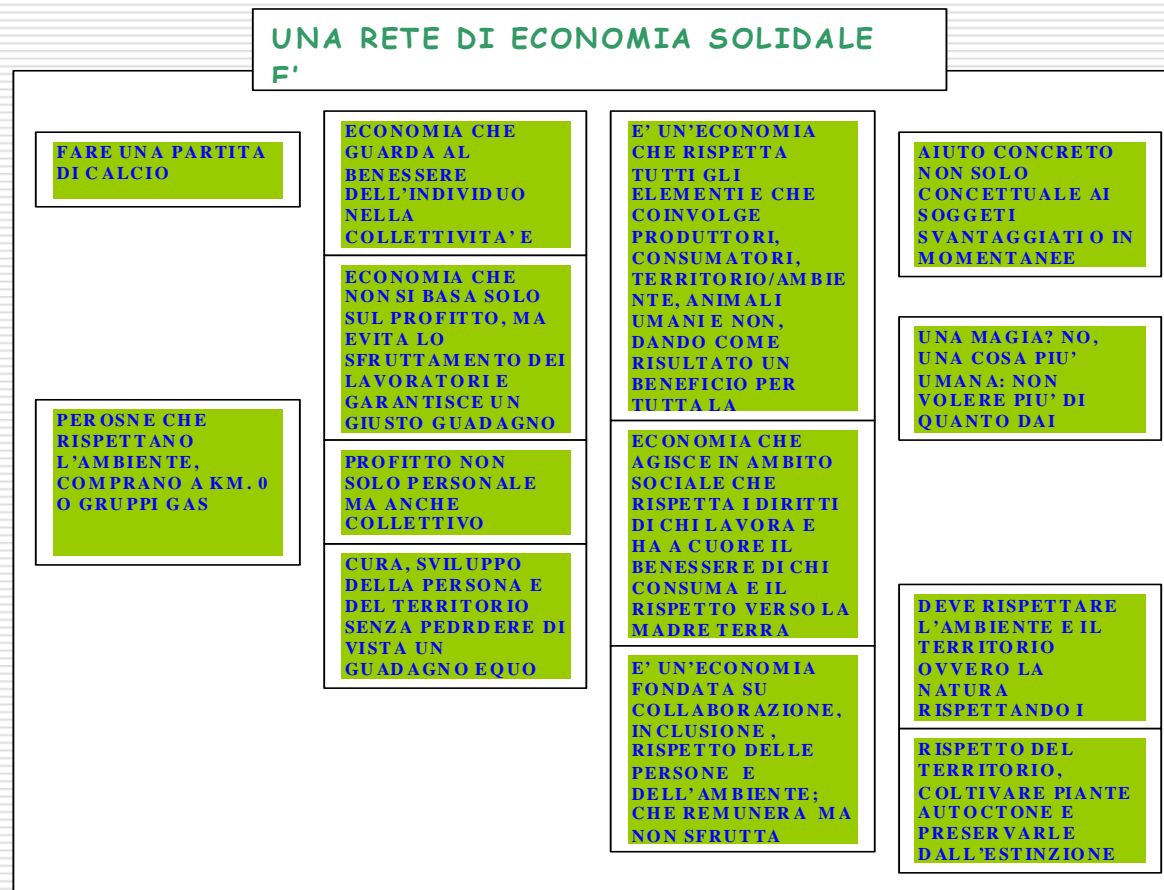 UNA RETE DI ECONOMIA SOLIDALE
E'
FARE UNA PARTITA
DI CALCIO
PEROSNE CHE
RISPETTANO
L'AMBIENTE,
COMPRANO A KM. 0
O GRUPPI GAS
ECONOMIA CHE
GUARDA AL
BENESSERE
DELL'INDIVIDUO
NELLA
COLLETTIVITA' E
ECONOMIA CHE
NON SI BASA SOLO
SUL PROFITTO, MA
EVITA LO
SFRUTTAMENTO DEI
LAVORATORI E
GARANTISCE UN
GIUSTO GUADAGNO
PROFITTO NON
SOLO PERSONALE
MA ANCHE
COLLETTIVO
CURA, SVILUPPO
DELLA PERSONA E
DEL TERRITORIO
SENZA PEDRDERE DI
VISTA UN
GUADAGNO EQUO
E' UN'ECONOMIA
CHE RISPETTA
TUTTI GLI
ELEMENTI E CHE
COINVOLGE
PRODUTTORI,
CONSUMATORI,
TERRITORIO/AMBIE
NTE, ANIMALI
UMANI E NON,
DANDO COME
RISULTATO UN
BENEFICIO PER
TUTTA LA
ECONOMIA CHE
AGISCE IN AMBITO
SOCIALE CHE
RISPETTA I DIRITTI
DI CHI LAVORA E
HA A CUORE IL
BENESSERE DI CHI
CONSUMA E IL
RISPETTO VERSO LA
MADRE TERRA
E' UN'ECONOMIA
FONDATA SU
COLLABORAZIONE,
INCLUSIONE,
RISPETTO DELLE
PERSONE E
DELL'AMBIENTE;
CHE REMUNERA MA
NON SFRUTTA
AIUTO CONCRETO
NON SOLO
CONCETTUALE AI
SOGGETI
SVANTAGGIATI O IN
MOMENTANEE
UNA MAGIA? NO,
UNA COSA PIU'
UMANA: NON
VOLERE PIU' DI
QUANTO DAI
DEVE RISPETTARE
L'AMBIENTE E IL
TERRITORIO
OVVERO LA
NATURA
RISPETTANDO I
RISPETTO DEL
TERRITORIO,
COLTIVARE PIANTE
AUTOCTONE E
PRESERVARLE
DALL'ESTINZIONE